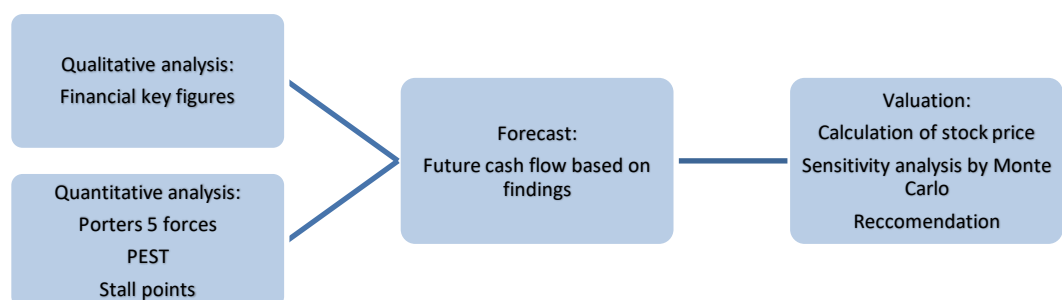 Qualitative analysis:
Financial key figures
Quantitative analysis:
Porters 5 forces
PEST
Stall points
Forecast:
Future cash flow based on
findings
Valuation:
Calculation of stock price
Sensitivity analysis by Monte
Carlo
Reccomendation